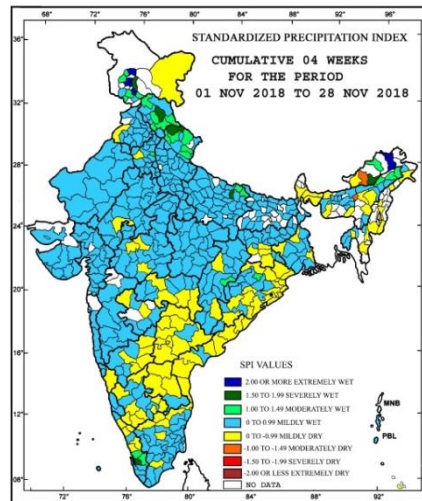 68° 72° 76° 80° 84° 88° 92° 96°
STANDARDIZED PRECIPITATION INDEX
CUMULATIVE 04 WEEKS
FOR THE PERIOD
01 NOV 2018 TO 28 NOV 2018
36°
32°
28°
24°
20°
16°
12°
08°
SPI VALUES
2.00 OR MORE EXTREMELY WET
1.50 TO 1.99 SEVERELY WET
1.00 TO 1.49 MODERATELY WET
0 TO 0.99 MILDLY WET
0 TO -0.99 MILDLY DRY
-1.00 TO -1.49 MODERATELY DRY
-1.50 TO -1.99 SEVERELY DRY
-2.00 OR LESS EXTREMELY DRY
NO DATA
MNB
PBL
72° 76° 80° 84° 88° 92°